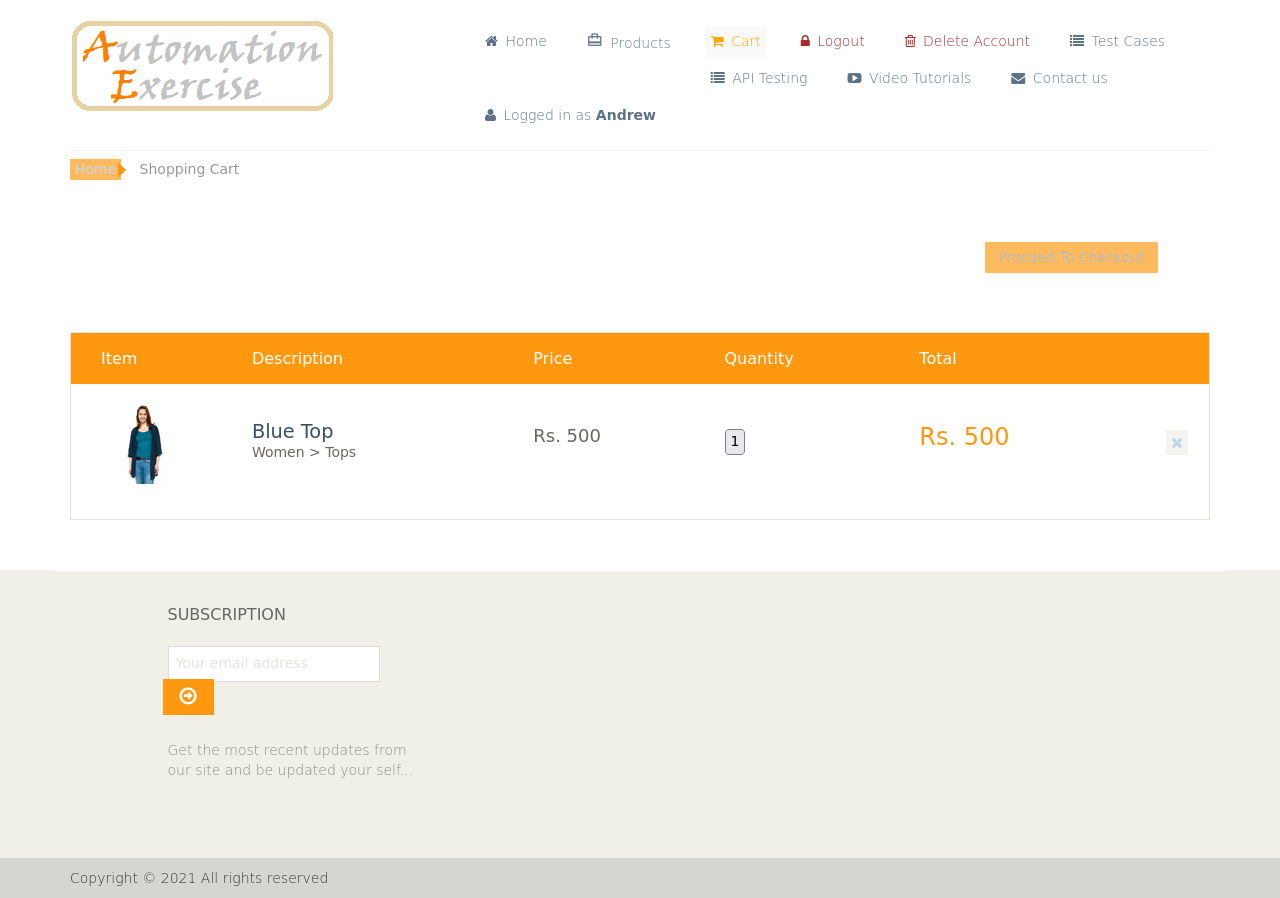 Automation
Exercise
Home
Products
Cart
Logout
Delete Account
Test Cases
API Testing
Video Tutorials
Contact us
Logged in as Andrew
Home
Shopping Cart
Proceed To Checkout
Item Description Price Quantity Total
Blue Top
Women > Tops
Rs. 500
1
Rs. 500
SUBSCRIPTION
Your email address
Get the most recent updates from
our site and be updated your self...
Copyright © 2021 All rights reserved